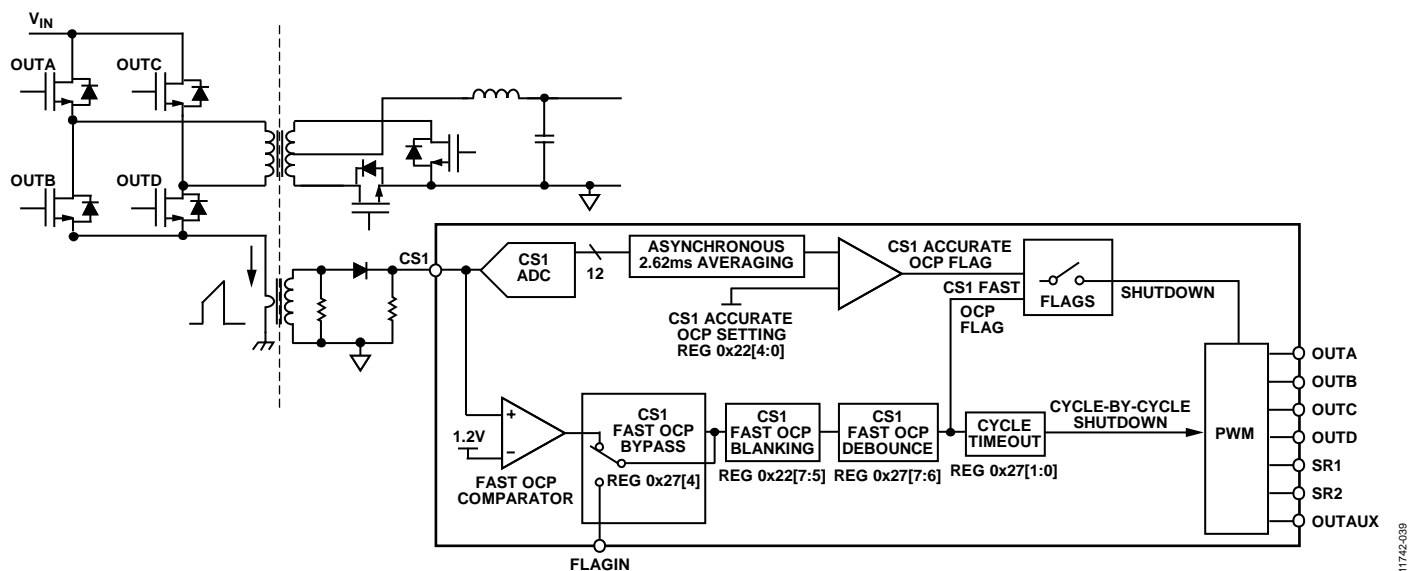 VIN
OUTA
OUTC
OUTB
OUTD
CS1
CS1
ADC
12
ASYNCHRONOUS
2.62ms AVERAGING
CS1 ACCURATE
OCP SETTING
REG 0x22[4:0]
CS1 ACCURATE
OCP FLAG
CS1 FAST
OCP
FLAG
FLAGS
SHUTDOWN
1.2V
+
−
FAST OCP
COMPARATOR
CS1
FAST OCP
BYPASS
REG 0x27[4]
FLAGIN
CS1
FAST OCP
BLANKING
REG 0x22[7:5]
CS1
FAST OCP
DEBOUNCE
REG 0x27[7:6]
CYCLE
TIMEOUT
REG 0x27[1:0]
CYCLE-BY-CYCLE
SHUTDOWN
PWM
OUTA
OUTB
OUTC
OUTD
SR1
SR2
OUTAUX
11742-039